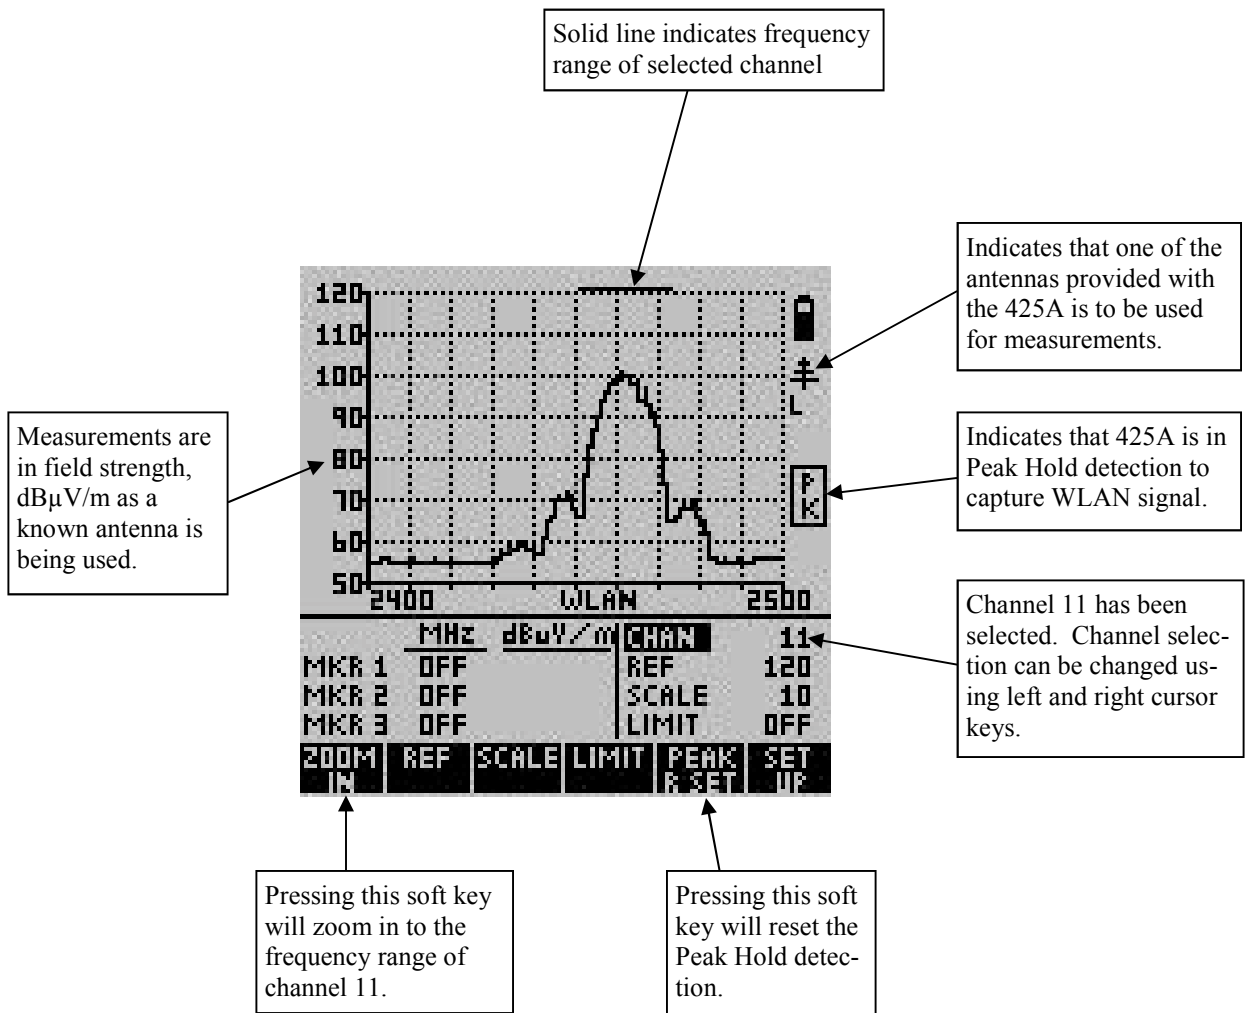 Solid line indicates frequency
range of selected channel
Indicates that one of the
antennas provided with
the 425A is to be used
for measurements.
Measurements are
in field strength,
dBµV/m as a
known antenna is
being used.
Indicates that 425A is in
Peak Hold detection to
capture WLAN signal.
Channel 11 has been
selected.  Channel selec-
tion can be changed us-
ing left and right cursor
keys.
120
110
100
90
80
70
60
50
L
P
K
2400 WLAN 2500
MHz dBuV/m CHAN 11
MKR 1 OFF REF 120
MKR 2 OFF SCALE 10
MKR 3 OFF LIMIT OFF
ZOOM IN REF SCALE LIMIT PEAK R SET SET UP
Pressing this soft key
will zoom in to the
frequency range of
channel 11.
Pressing this soft
key will reset the
Peak Hold detec-
tion.